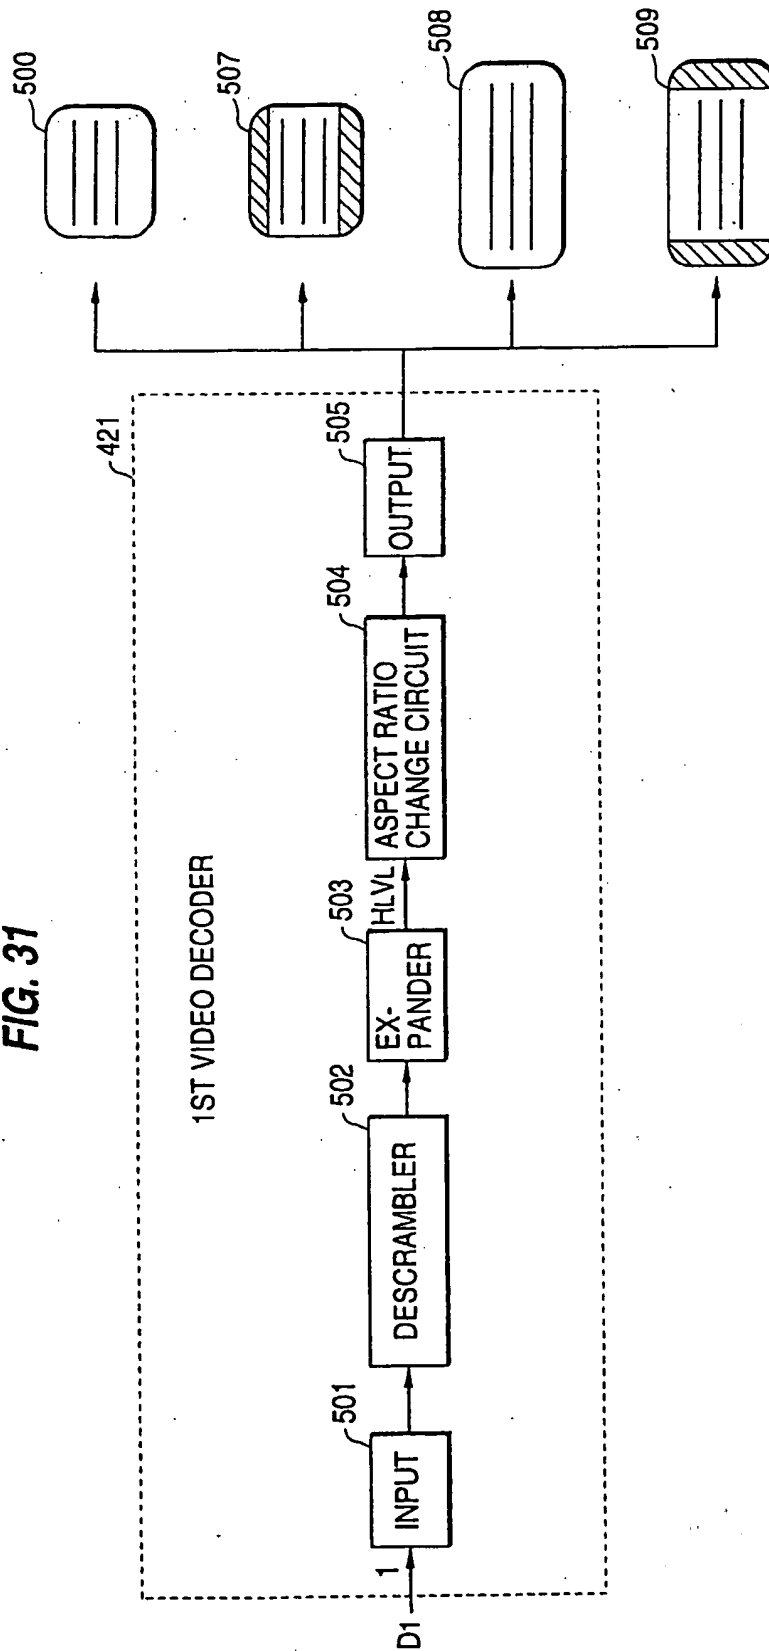 FIG. 31
1ST VIDEO DECODER
421
D1
1
INPUT
501
DESCRAMBLER
502
EX-
PANDER
503
HLVL
ASPECT RATIO
CHANGE CIRCUIT
504
OUTPUT
505
500
507
508
509